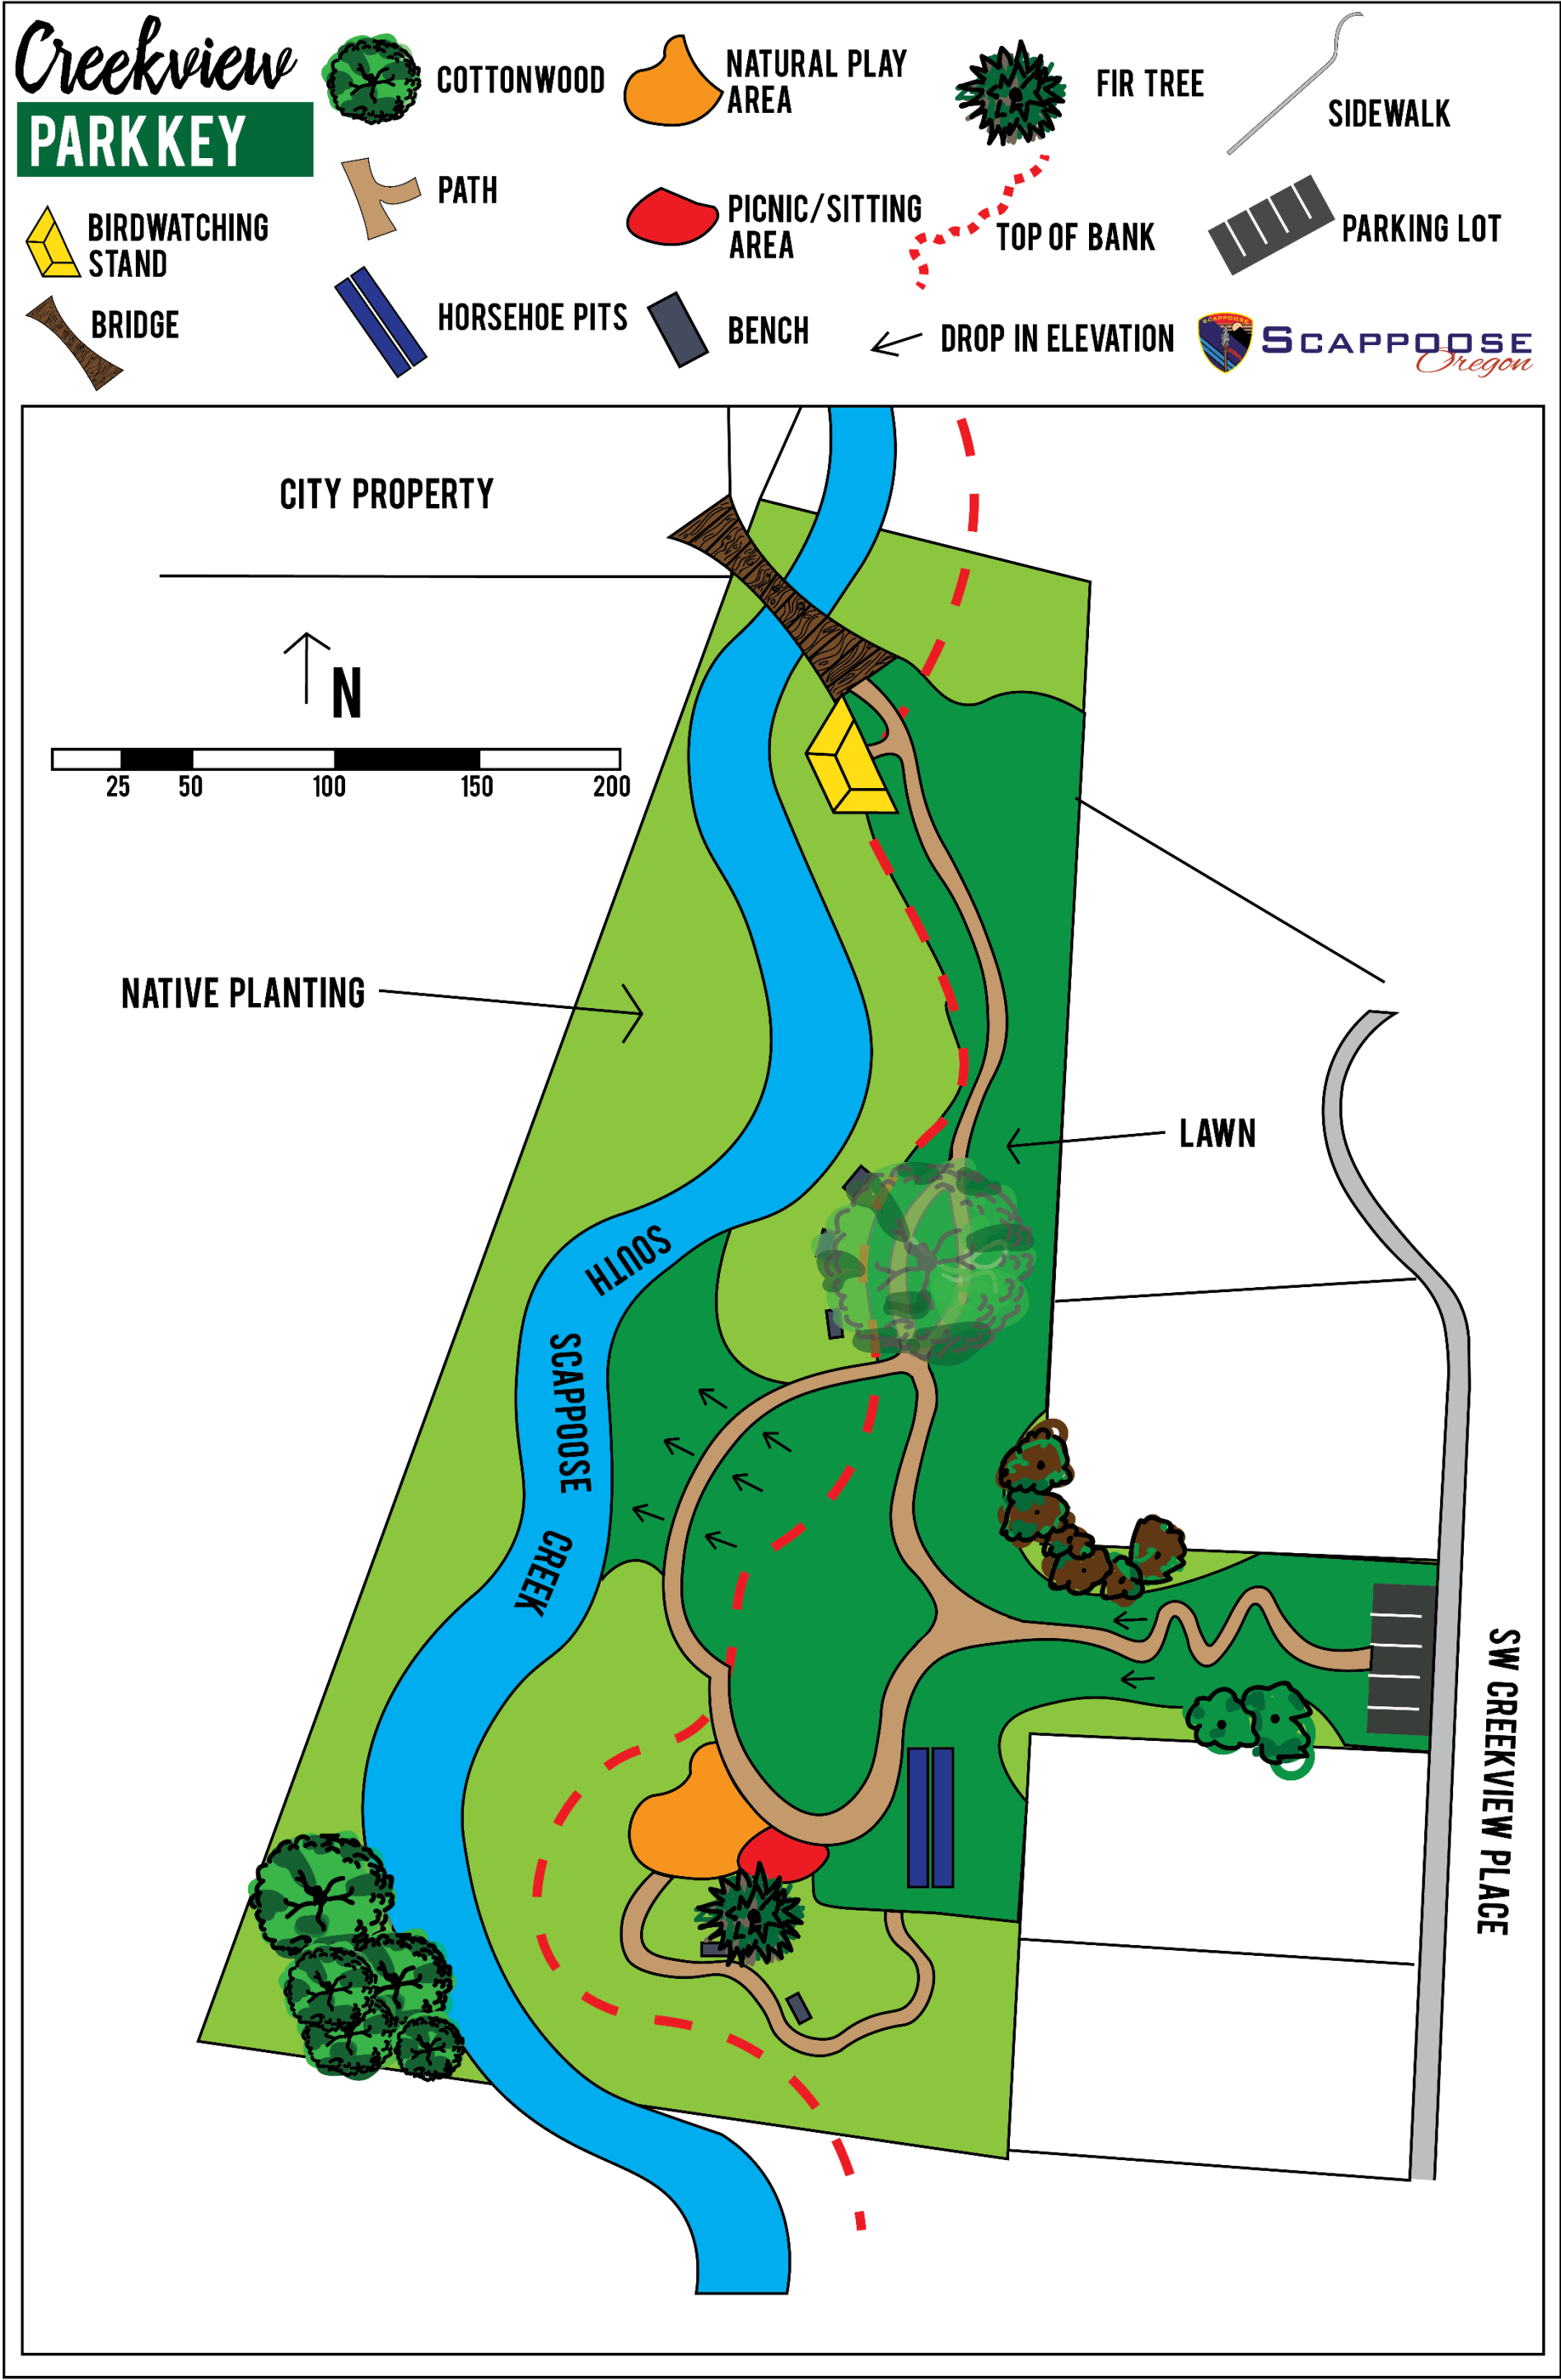 Creekview
PARK KEY
BIRDWATCHING
STAND
BRIDGE
COTTONWOOD
PATH
HORSEHOE PITS
NATURAL PLAY
AREA
PICNIC/SITTING
AREA
BENCH
FIR TREE
TOP OF BANK
DROP IN ELEVATION
SIDEWALK
PARKING LOT
SCAPPOOSE
SCAPPOOSE
Oregon
CITY PROPERTY
N
25 50 100 150 200
NATIVE PLANTING
LAWN
SOUTH
SCAPPOOSE
CREEK
SW CREEKVIEW PLACE